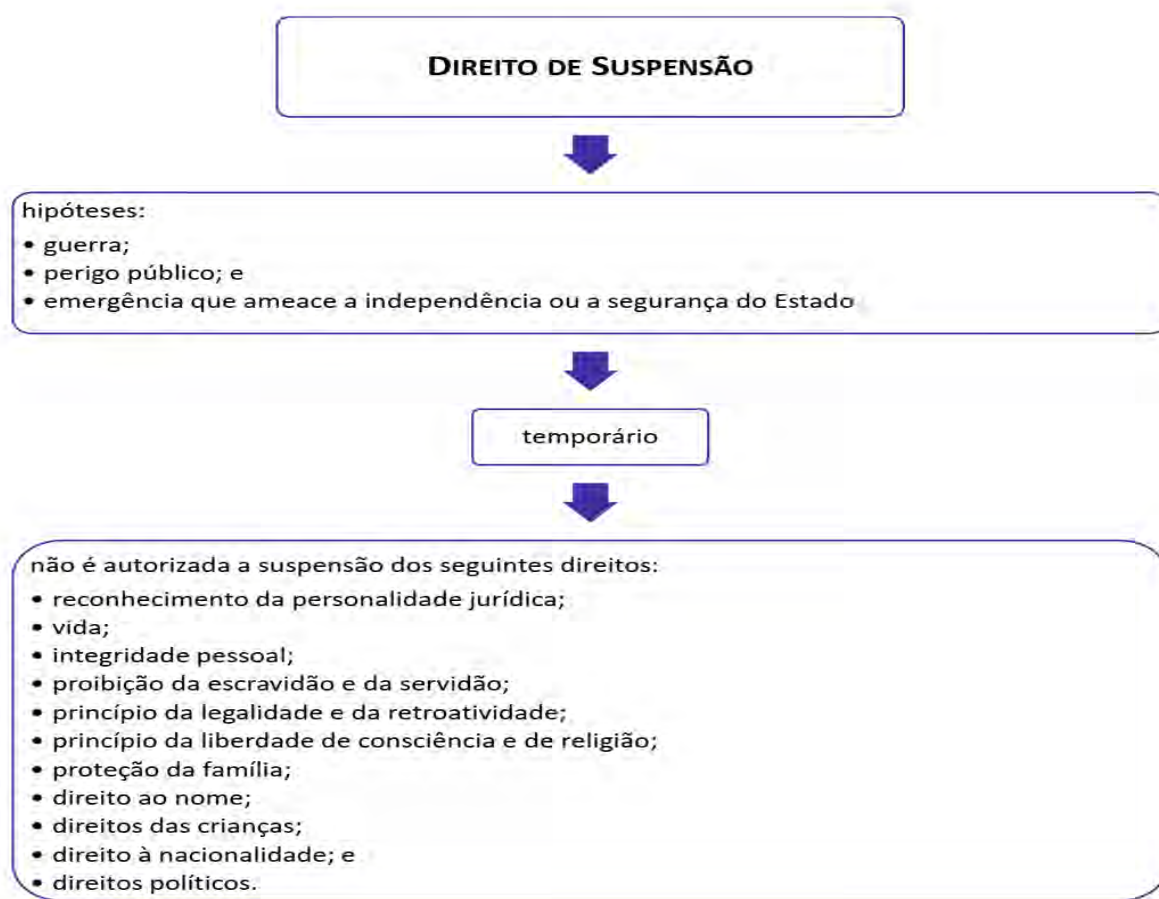 DIREITO DE SUSPENSÃO
hipóteses:
• guerra;
• perigo público; e
• emergência que ameace a independência ou a segurança do Estado
temporário
não é autorizada a suspensão dos seguintes direitos:
• reconhecimento da personalidade jurídica;
• vida;
• integridade pessoal;
• proibição da escravidão e da servidão;
• princípio da legalidade e da retroatividade;
• princípio da liberdade de consciência e de religião;
• proteção da família;
• direito ao nome;
• direitos das crianças;
• direito à nacionalidade; e
• direitos políticos.